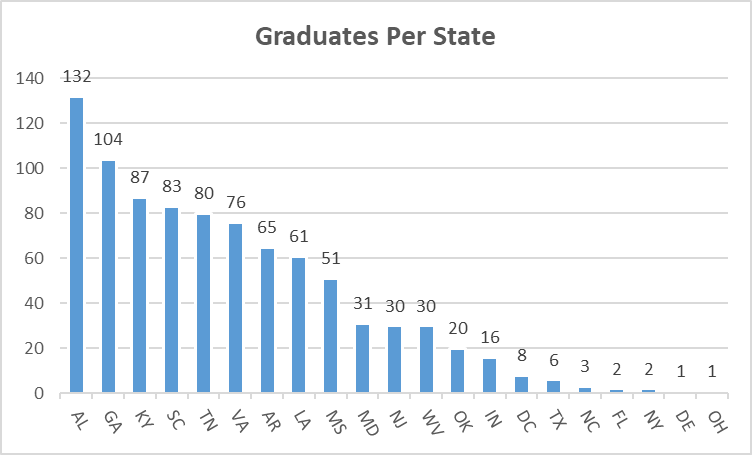 Graduates Per State
140
120
100
80
60
40
20
0
132
104
87
83
80
76
65
61
51
31
30
30
20
16
8
6
3
2
2
1
1
AL
GA
KY
SC
TN
VA
AR
LA
MS
MD
NJ
WV
OK
IN
DC
TX
NC
FL
NY
DE
OH